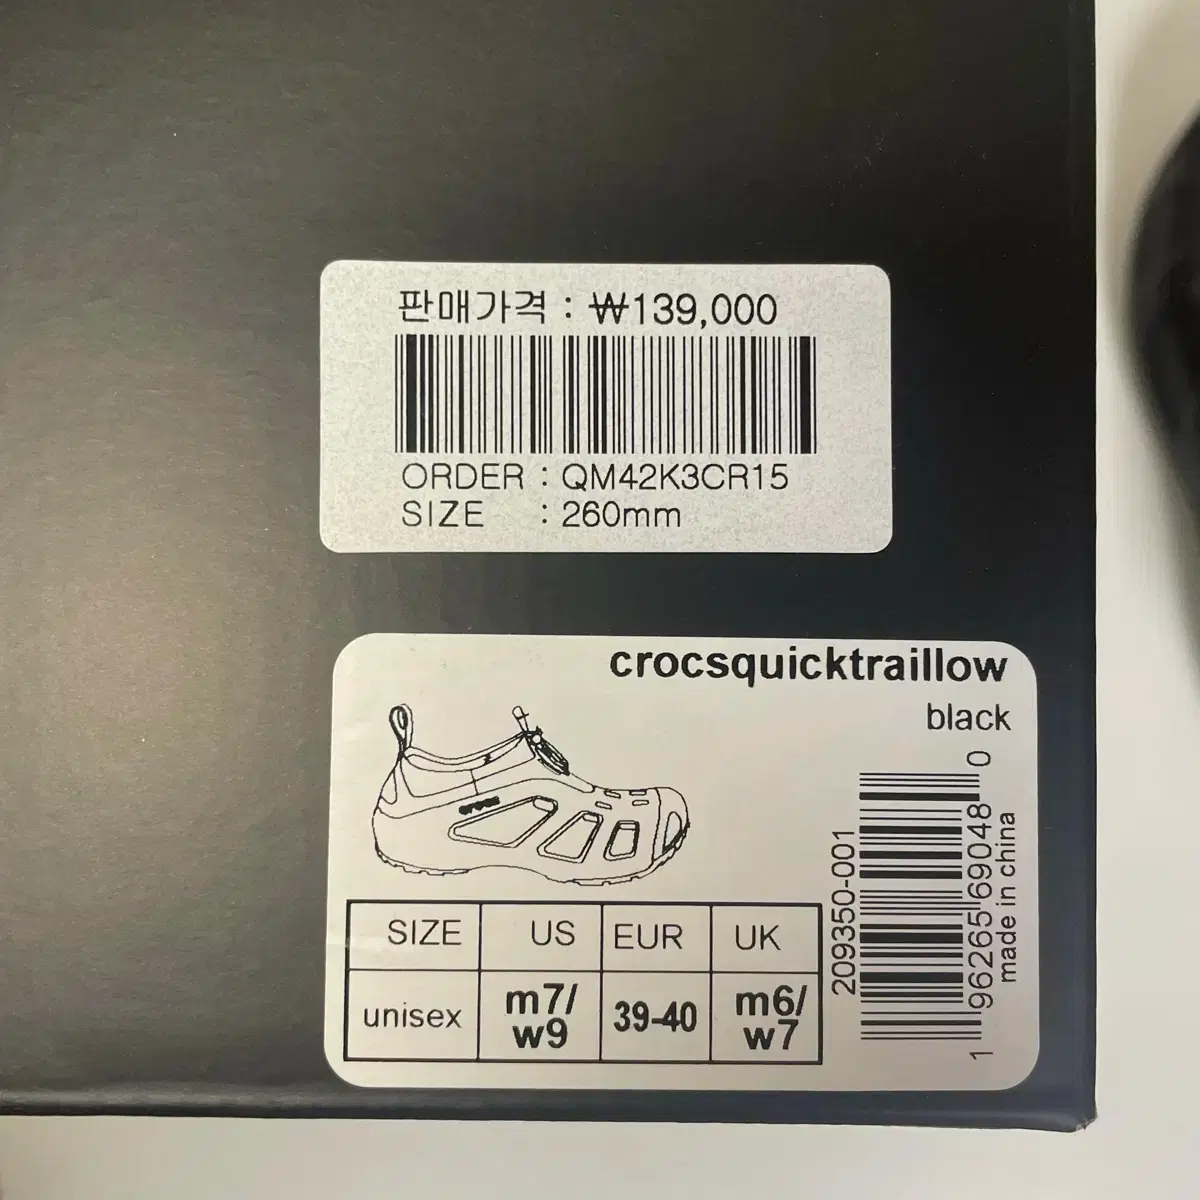 판매가격 : ₩139,000
ORDER : QM42K3CR15
SIZE : 260mm
crocsquicktraillow
black
crocs
SIZE US EUR UK
unisex m7/w9 39-40 m6/w7
209350-001
1 96265 69048 0
made in china